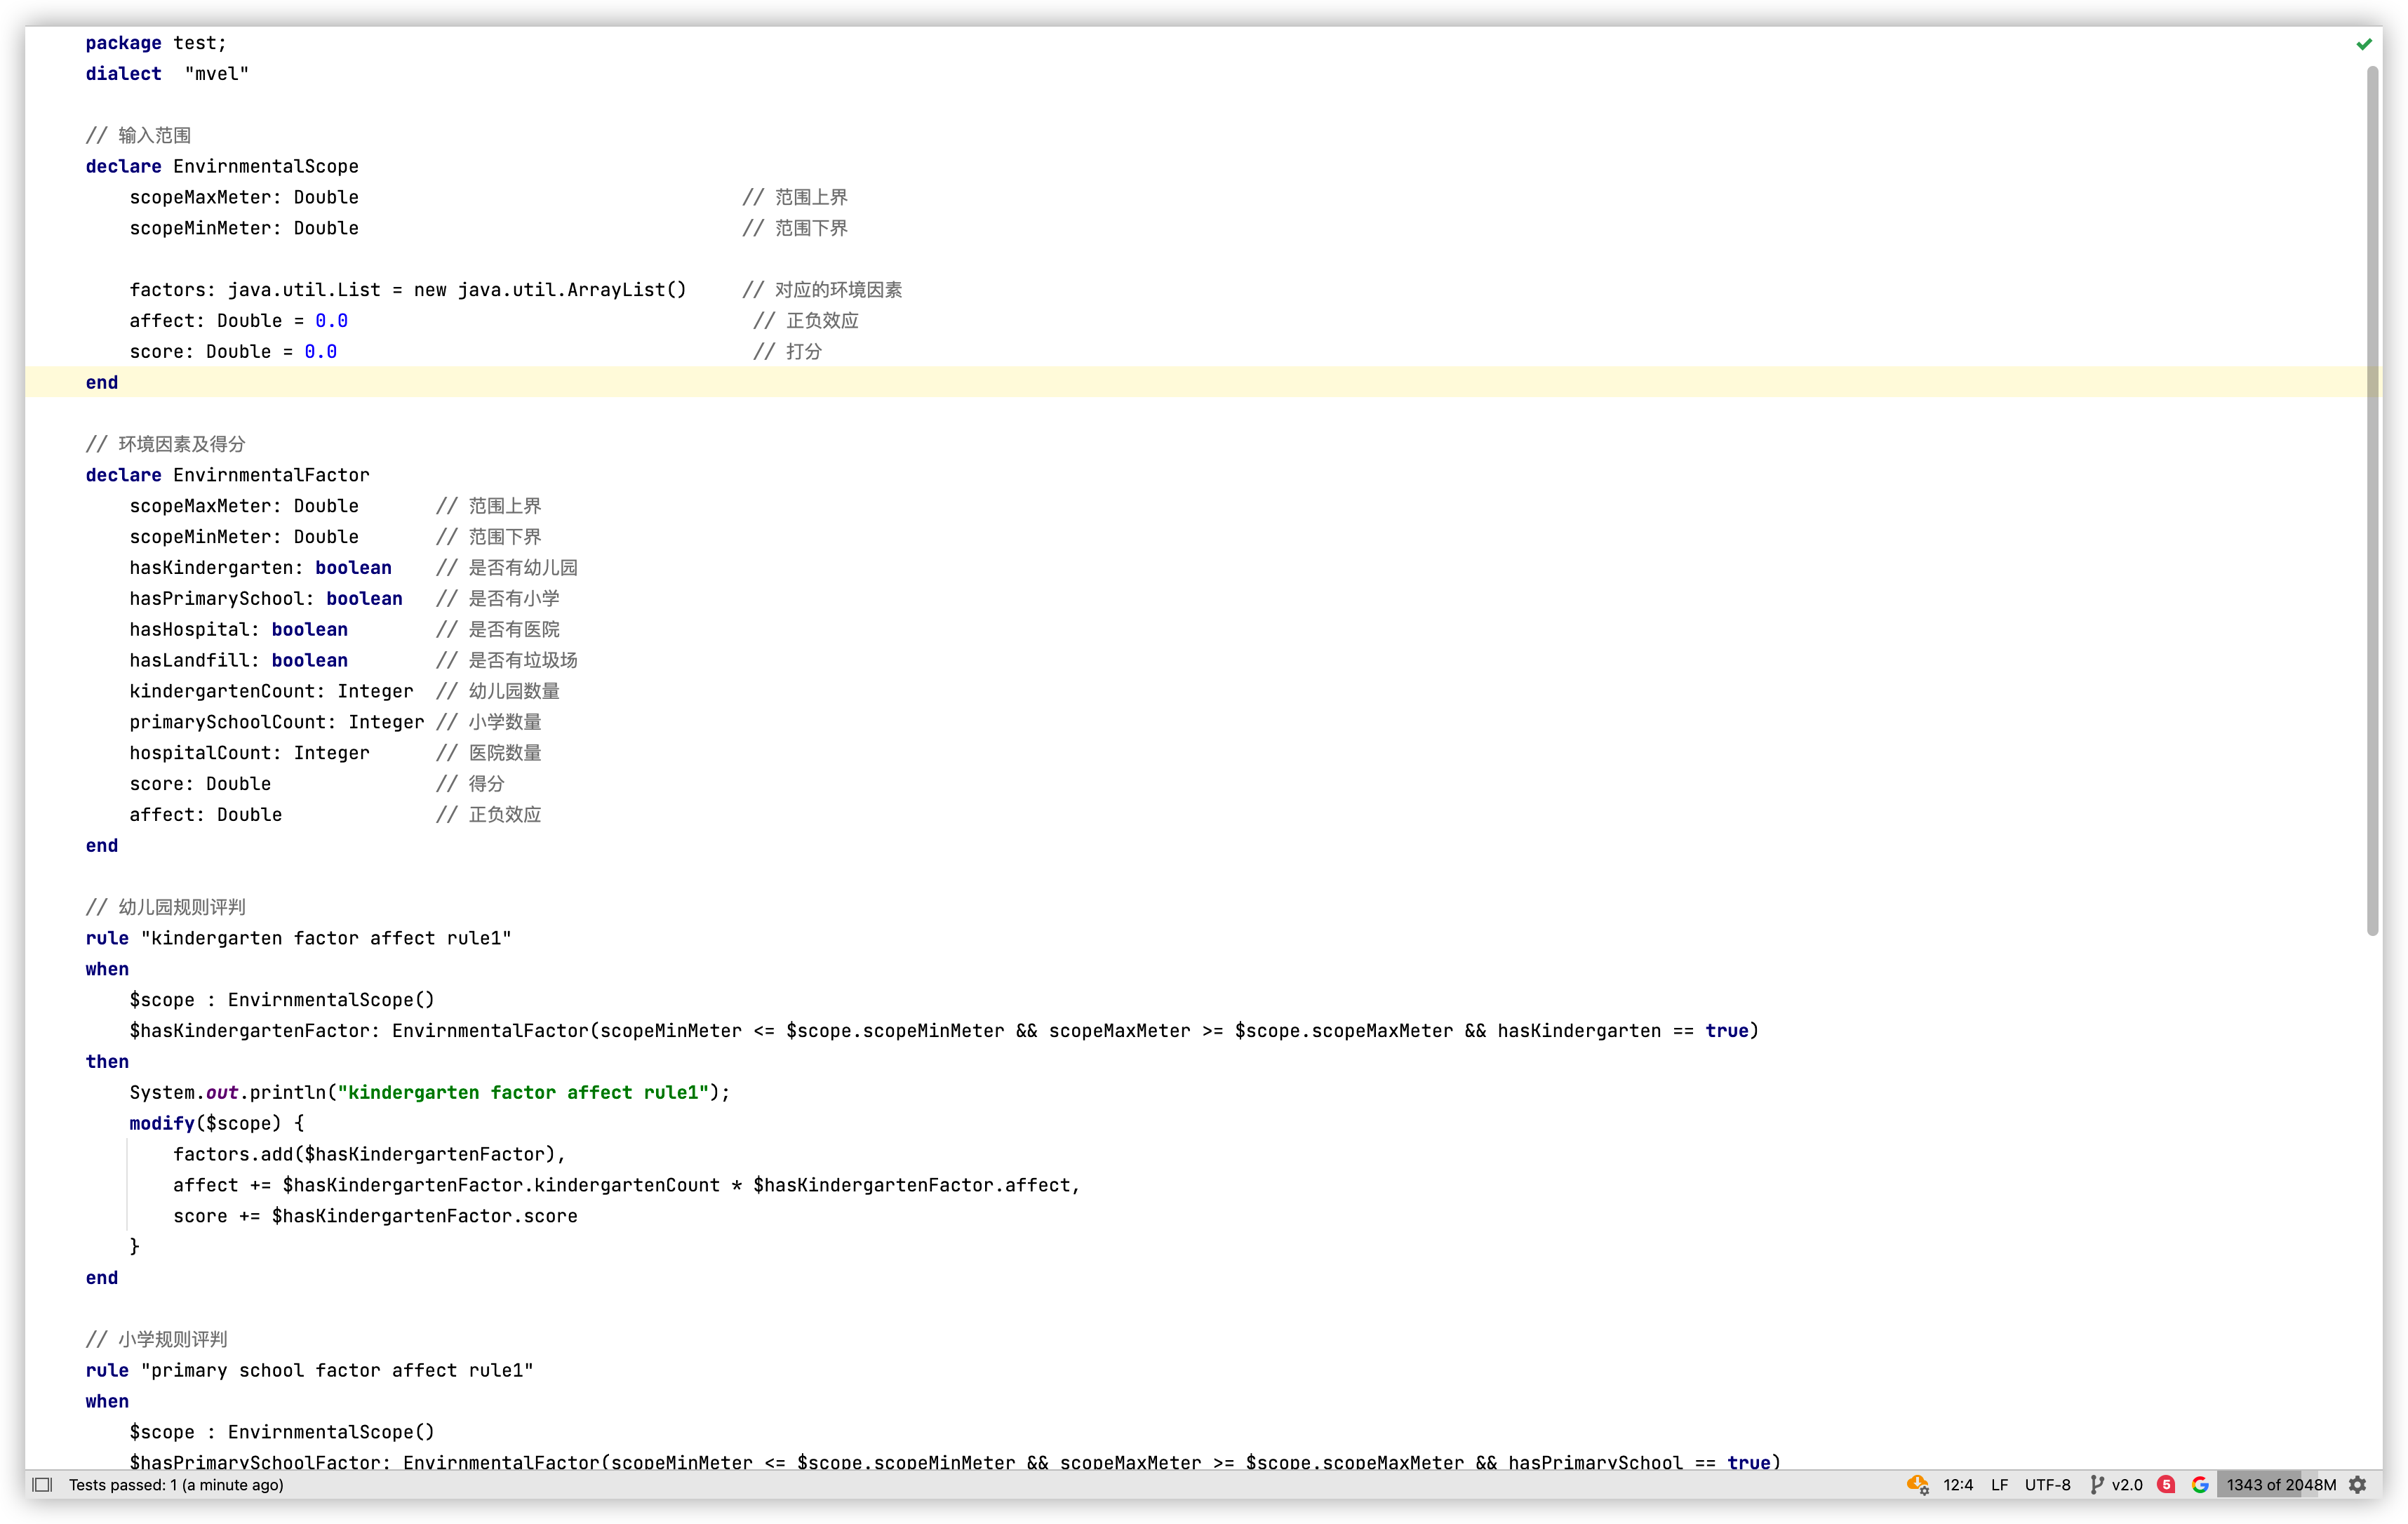 package test;
dialect  "mvel"
// 输入范围
declare EnvirnmentalScope
    scopeMaxMeter: Double                                   // 范围上界
    scopeMinMeter: Double                                   // 范围下界
    factors: java.util.List = new java.util.ArrayList()     // 对应的环境因素
    affect: Double = 0.0                                     // 正负效应
    score: Double = 0.0                                      // 打分
end
// 环境因素及得分
declare EnvirnmentalFactor
    scopeMaxMeter: Double       // 范围上界
    scopeMinMeter: Double       // 范围下界
    hasKindergarten: boolean    // 是否有幼儿园
    hasPrimarySchool: boolean   // 是否有小学
    hasHospital: boolean        // 是否有医院
    hasLandfill: boolean        // 是否有垃圾场
    kindergartenCount: Integer  // 幼儿园数量
    primarySchoolCount: Integer // 小学数量
    hospitalCount: Integer      // 医院数量
    score: Double               // 得分
    affect: Double              // 正负效应
end
// 幼儿园规则评判
rule "kindergarten factor affect rule1"
when
    $scope : EnvirnmentalScope()
    $hasKindergartenFactor: EnvirnmentalFactor(scopeMinMeter <= $scope.scopeMinMeter && scopeMaxMeter >= $scope.scopeMaxMeter && hasKindergarten == true)
then
    System.out.println("kindergarten factor affect rule1");
    modify($scope) {
        factors.add($hasKindergartenFactor),
        affect += $hasKindergartenFactor.kindergartenCount * $hasKindergartenFactor.affect,
        score += $hasKindergartenFactor.score
    }
end
// 小学规则评判
rule "primary school factor affect rule1"
when
    $scope : EnvirnmentalScope()
    $hasPrimarySchoolFactor: EnvirnmentalFactor(scopeMinMeter <= $scope.scopeMinMeter && scopeMaxMeter >= $scope.scopeMaxMeter && hasPrimarySchool == true)
Tests passed: 1 (a minute ago) 12:4 LF UTF-8 v2.0 5 G 1343 of 2048M